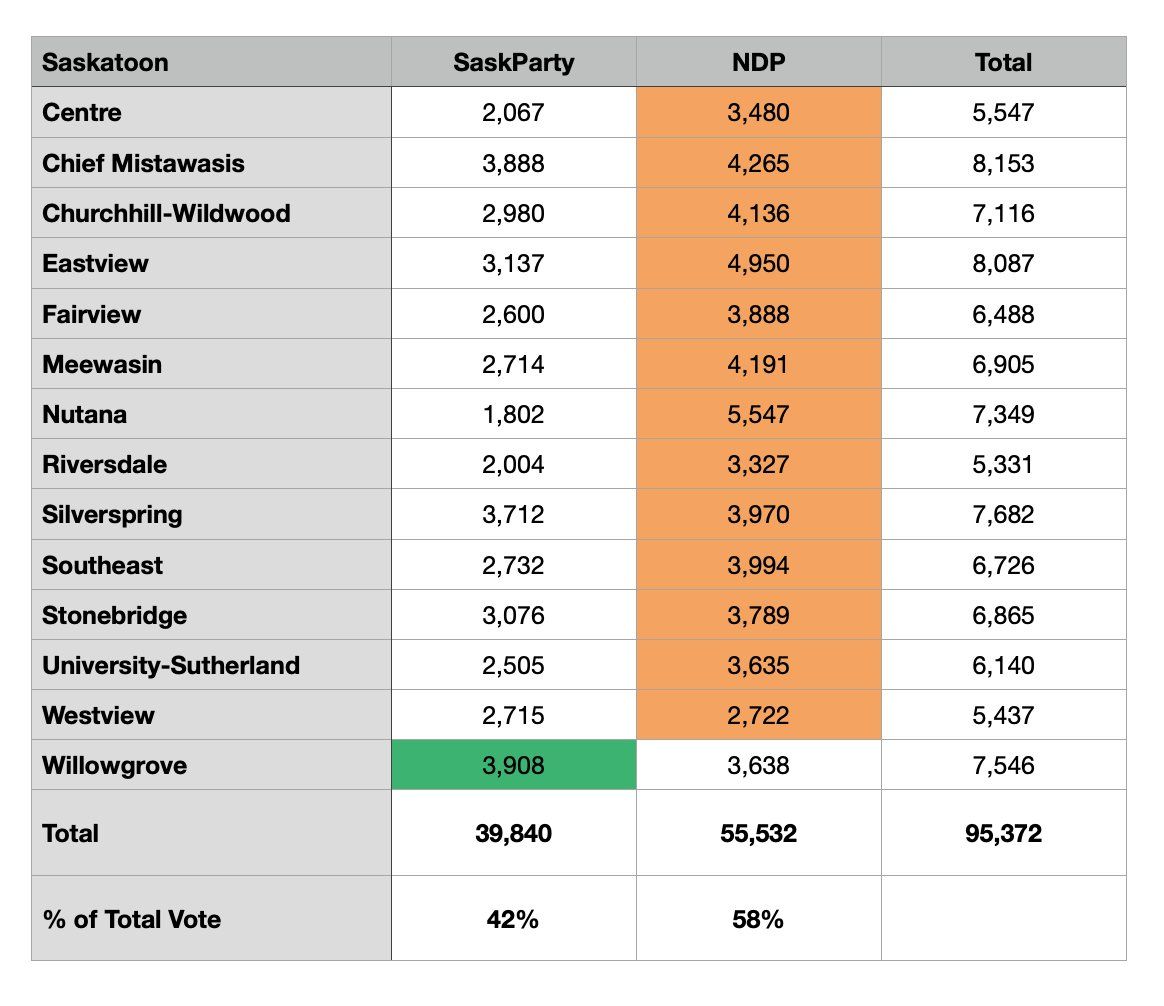 Saskatoon SaskParty NDP Total
Centre 2,067 3,480 5,547
Chief Mistawasis 3,888 4,265 8,153
Churchhill-Wildwood 2,980 4,136 7,116
Eastview 3,137 4,950 8,087
Fairview 2,600 3,888 6,488
Meewasin 2,714 4,191 6,905
Nutana 1,802 5,547 7,349
Riversdale 2,004 3,327 5,331
Silverspring 3,712 3,970 7,682
Southeast 2,732 3,994 6,726
Stonebridge 3,076 3,789 6,865
University-Sutherland 2,505 3,635 6,140
Westview 2,715 2,722 5,437
Willowgrove 3,908 3,638 7,546
Total 39,840 55,532 95,372
% of Total Vote 42% 58%